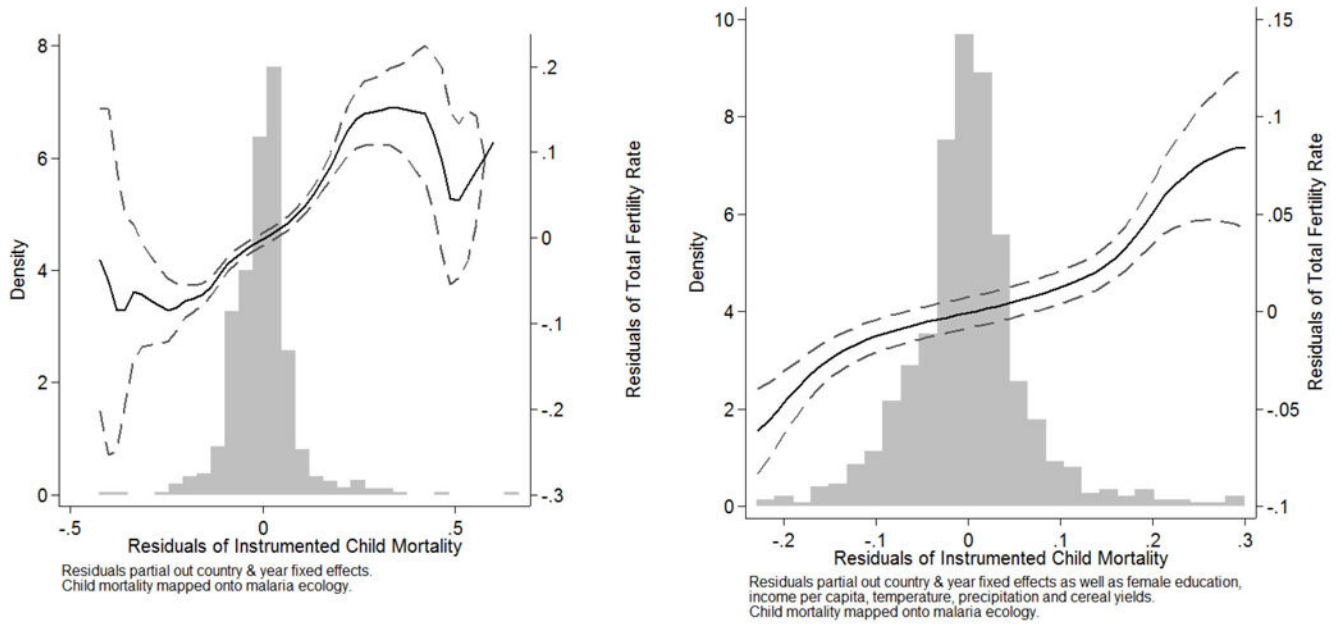 8
6
4
2
0
Density
.2
.1
0
-.1
-.2
-.3
Residuals of Total Fertility Rate
-.5
0
.5
Residuals of Instrumented Child Mortality
Residuals partial out country & year fixed effects.
Child mortality mapped onto malaria ecology.
10
8
6
4
2
0
Density
.15
.1
.05
0
-.05
-.1
Residuals of Total Fertility Rate
-.2
-.1
0
.1
.2
.3
Residuals of Instrumented Child Mortality
Residuals partial out country & year fixed effects as well as female education,
income per capita, temperature, precipitation and cereal yields.
Child mortality mapped onto malaria ecology.